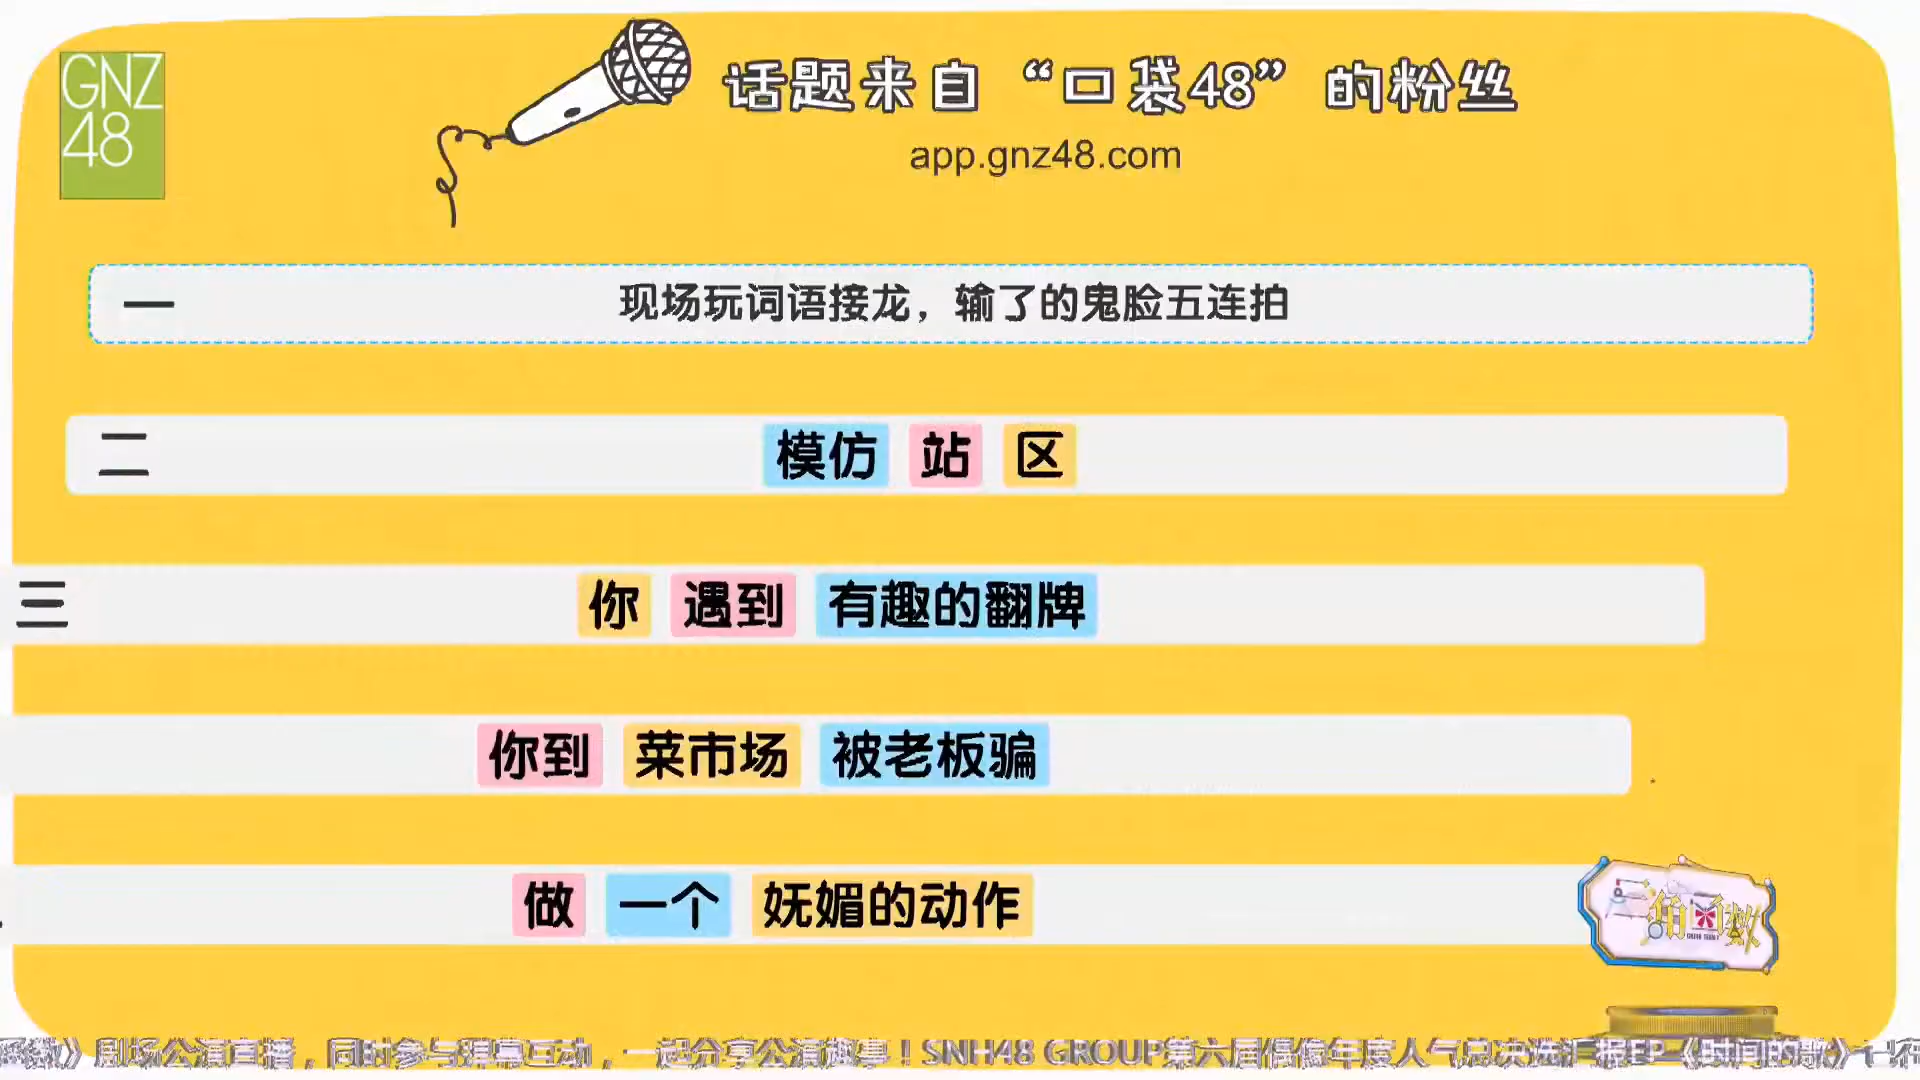 GNZ
48
话题来自“口袋48”的粉丝
app.gnz48.com
一 现场玩词语接龙，输了的鬼脸五连拍
二 模仿 站 区
三 你 遇到 有趣的翻牌
你到 菜市场 被老板骗
做 一个 妩媚的动作
》剧场公演直播，同时参与弹幕互动，一起分享公演趣事！SNH48 GROUP第六届偶像年度人气总决选汇报EP《时间的歌》